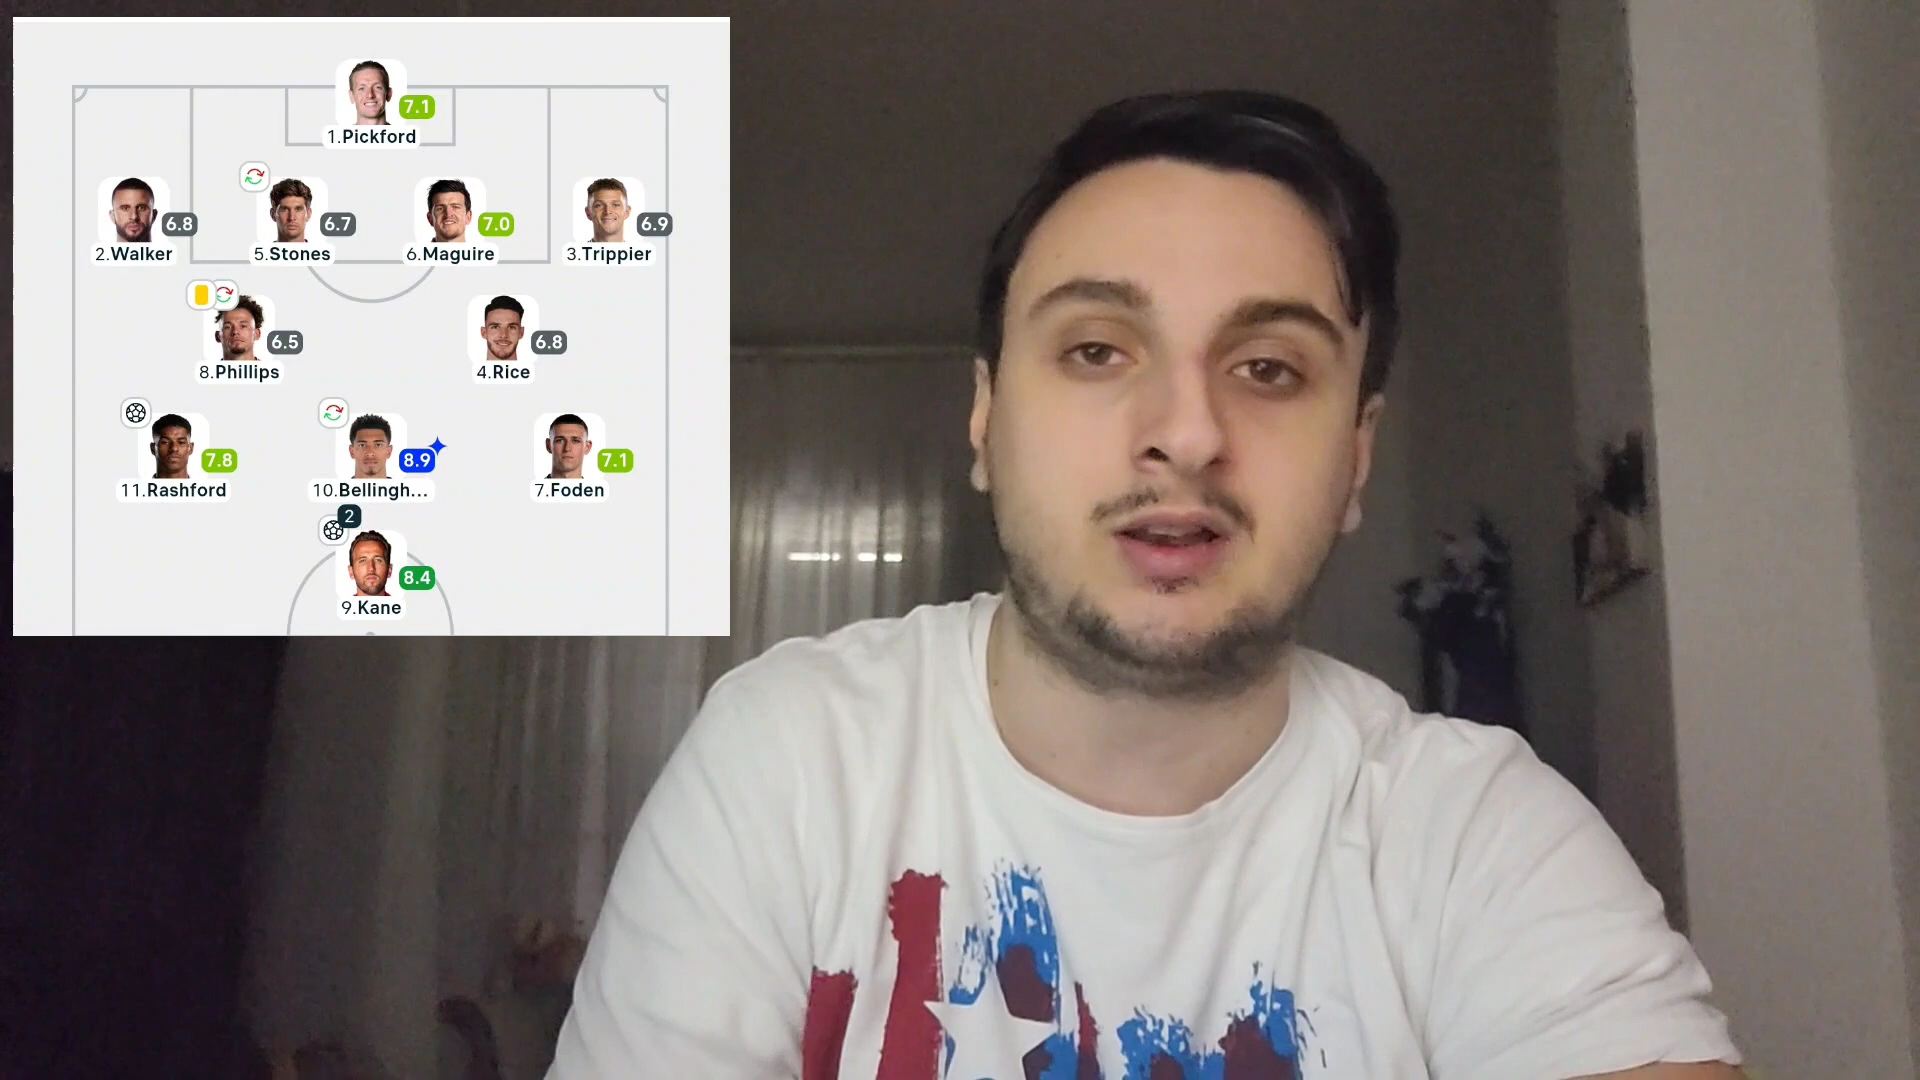 7.1
1.Pickford
6.8
6.7
7.0
6.9
2.Walker
5.Stones
6.Maguire
3.Trippier
6.5
6.8
8.Phillips
4.Rice
7.8
8.9
7.1
11.Rashford
10.Bellingh...
7.Foden
2
8.4
9.Kane